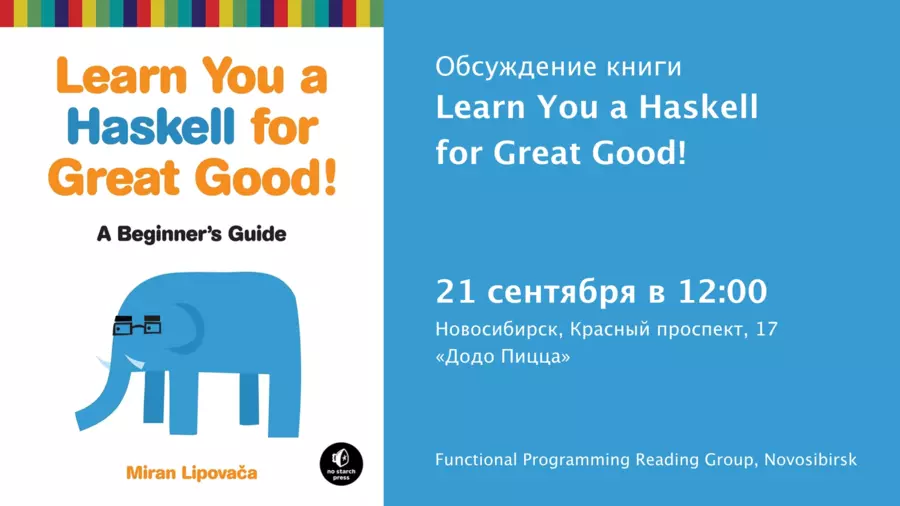 Learn You a
Haskell for
Great Good!
A Beginner's Guide
Miran Lipovača
no starch
press
Обсуждение книги
Learn You a Haskell
for Great Good!
21 сентября в 12:00
Новосибирск, Красный проспект, 17
«Додо Пицца»
Functional Programming Reading Group, Novosibirsk